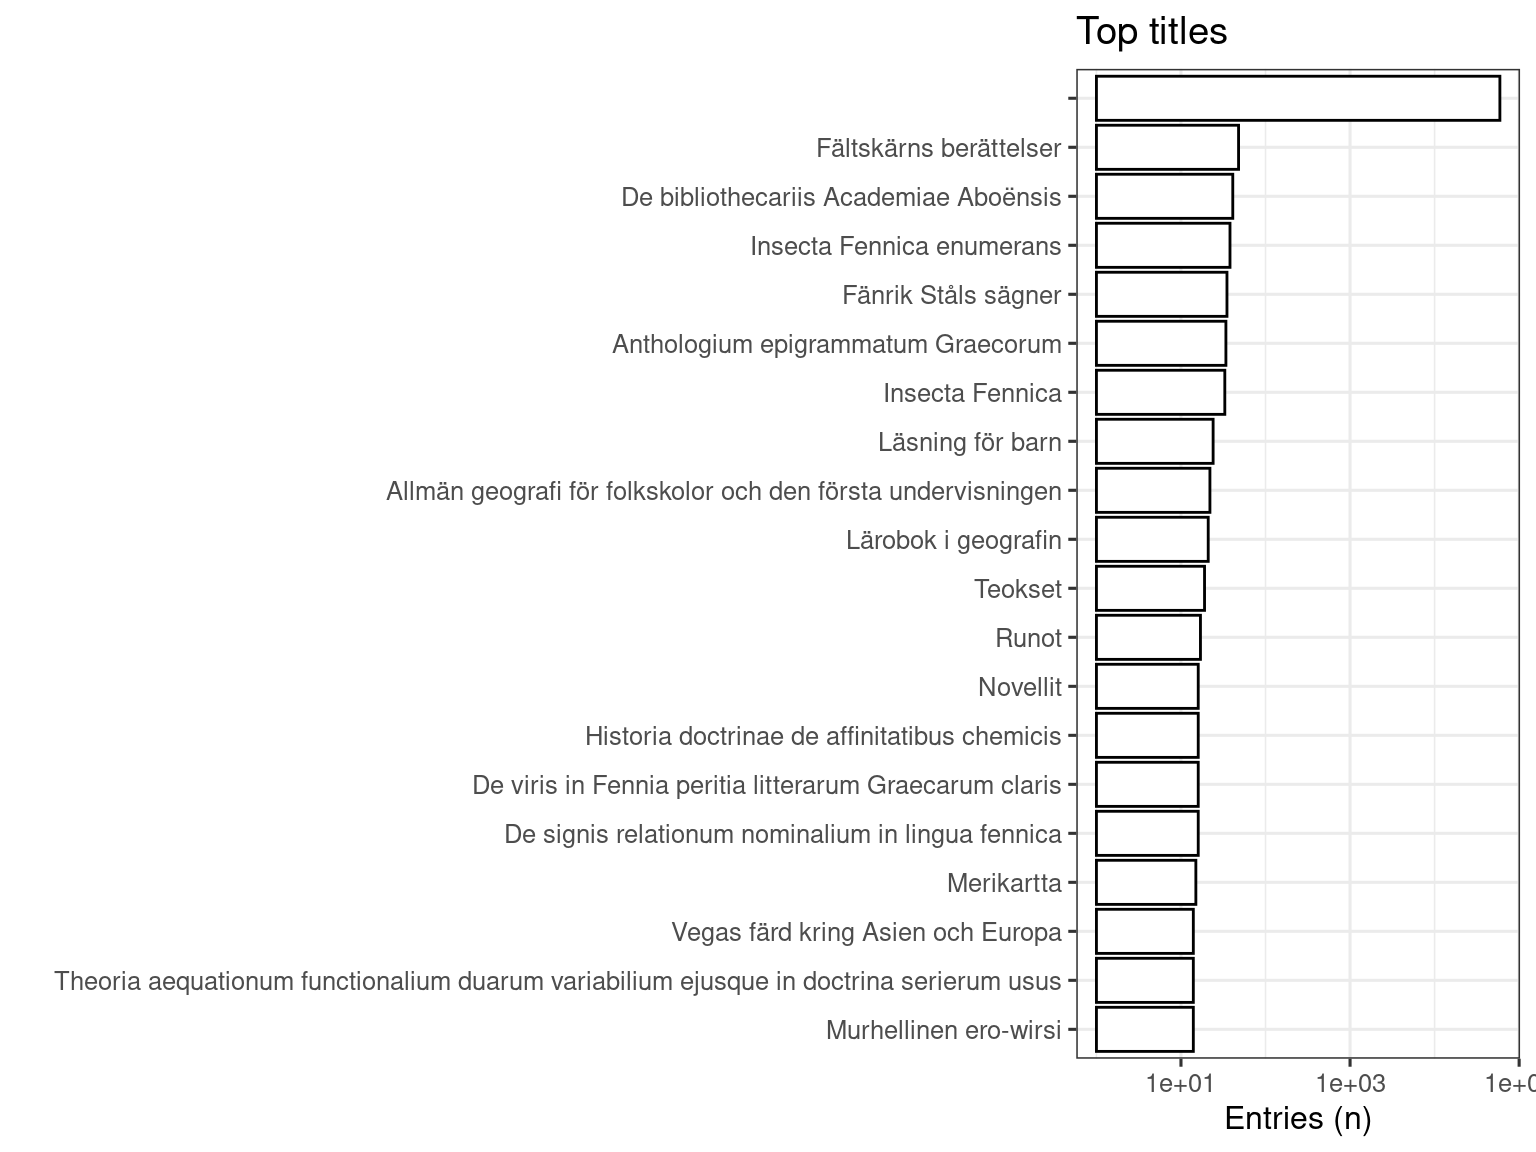 Top titles
Fältskärns berättelser
De bibliothecariis Academiae Aboënsis
Insecta Fennica enumerans
Fänrik Ståls sägner
Anthologium epigrammatum Graecorum
Insecta Fennica
Läsning för barn
Allmän geografi för folkskolor och den första undervisningen
Lärobok i geografin
Teokset
Runot
Novellit
Historia doctrinae de affinitatibus chemicis
De viris in Fennia peritia litterarum Graecarum claris
De signis relationum nominalium in lingua fennica
Merikartta
Vegas färd kring Asien och Europa
Theoria aequationum functionalium duarum variabilium ejusque in doctrina serierum usus
Murhellinen ero-wirsi
1e+01 1e+03
Entries (n)